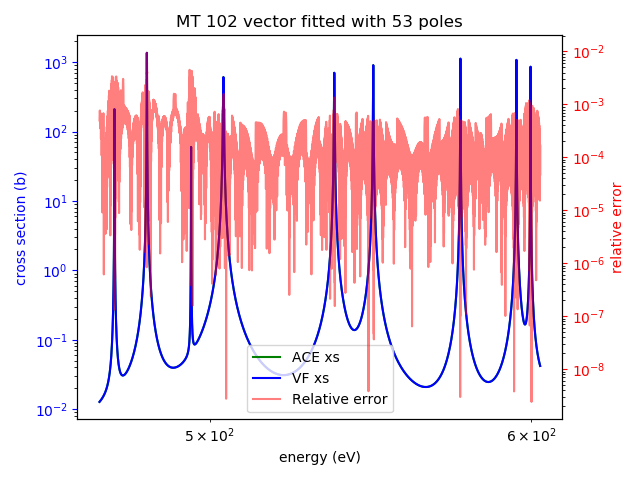 MT 102 vector fitted with 53 poles
cross section (b)
10³
10²
10¹
10⁰
10⁻¹
10⁻²
10⁻²
10⁻³
10⁻⁴
10⁻⁵
10⁻⁶
10⁻⁷
10⁻⁸
relative error
ACE xs
VF xs
Relative error
5 × 10²
6 × 10²
energy (eV)